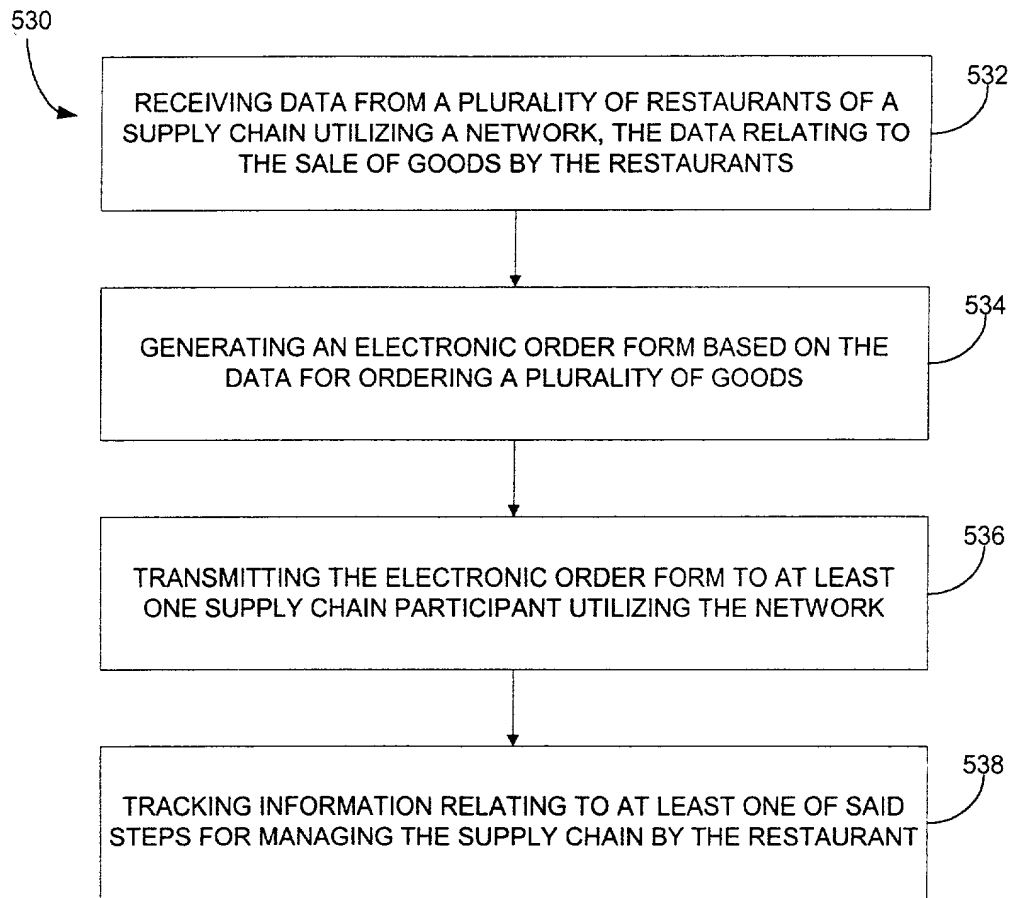 530
532
RECEIVING DATA FROM A PLURALITY OF RESTAURANTS OF A
SUPPLY CHAIN UTILIZING A NETWORK, THE DATA RELATING TO
THE SALE OF GOODS BY THE RESTAURANTS
534
GENERATING AN ELECTRONIC ORDER FORM BASED ON THE
DATA FOR ORDERING A PLURALITY OF GOODS
536
TRANSMITTING THE ELECTRONIC ORDER FORM TO AT LEAST
ONE SUPPLY CHAIN PARTICIPANT UTILIZING THE NETWORK
538
TRACKING INFORMATION RELATING TO AT LEAST ONE OF SAID
STEPS FOR MANAGING THE SUPPLY CHAIN BY THE RESTAURANT